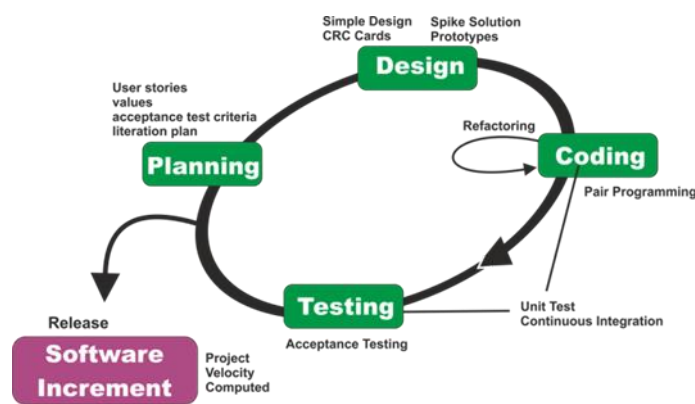 Simple Design
CRC Cards
Spike Solution
Prototypes
Design
User stories
values
acceptance test criteria
literation plan
Planning
Refactoring
Coding
Pair Programming
Testing
Acceptance Testing
Unit Test
Continuous Integration
Release
Software
Increment
Project
Velocity
Computed